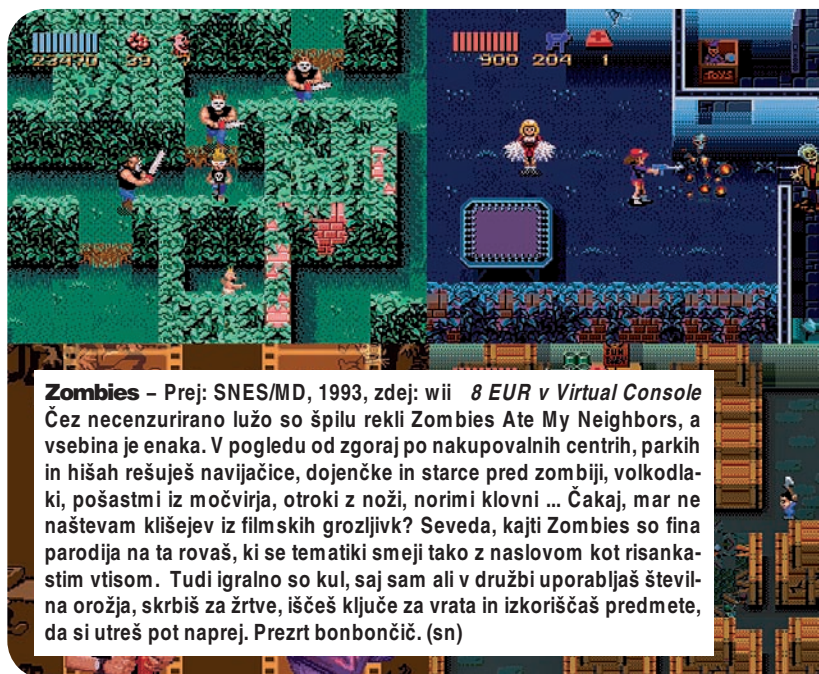 23470 39 7
900 204 1
TOYS
Zombies – Prej: SNES/MD, 1993, zdej: wii 8 EUR v Virtual Console
Čez necenzurirano lužo so špilu rekli Zombies Ate My Neighbors, a
vsebina je enaka. V pogledu od zgoraj po nakupovalnih centrih, parkih
in hišah rešuješ navijačice, dojenčke in starce pred zombiji, volkodla-
ki, pošastmi iz močvirja, otroki z noži, norimi klovni ... Čakaj, mar ne
naštevam klišejev iz filmskih grozljivk? Seveda, kajti Zombies so fina
parodija na ta rovaš, ki se tematiki smeji tako z naslovom kot risanka-
stim vtisom. Tudi igralno so kul, saj sam ali v družbi uporabljaš števil-
na orožja, skrbiš za žrtve, iščeš ključe za vrata in izkoriščaš predmete,
da si utreš pot naprej. Prezrt bonbončič. (sn)